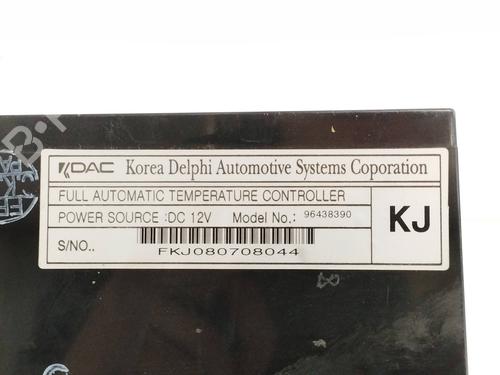 KDAC Korea Delphi Automotive Systems Coporation
FULL AUTOMATIC TEMPERATURE CONTROLLER
POWER SOURCE :DC 12V Model No.: 96438390
KJ
S/NO.. FKJ080708044